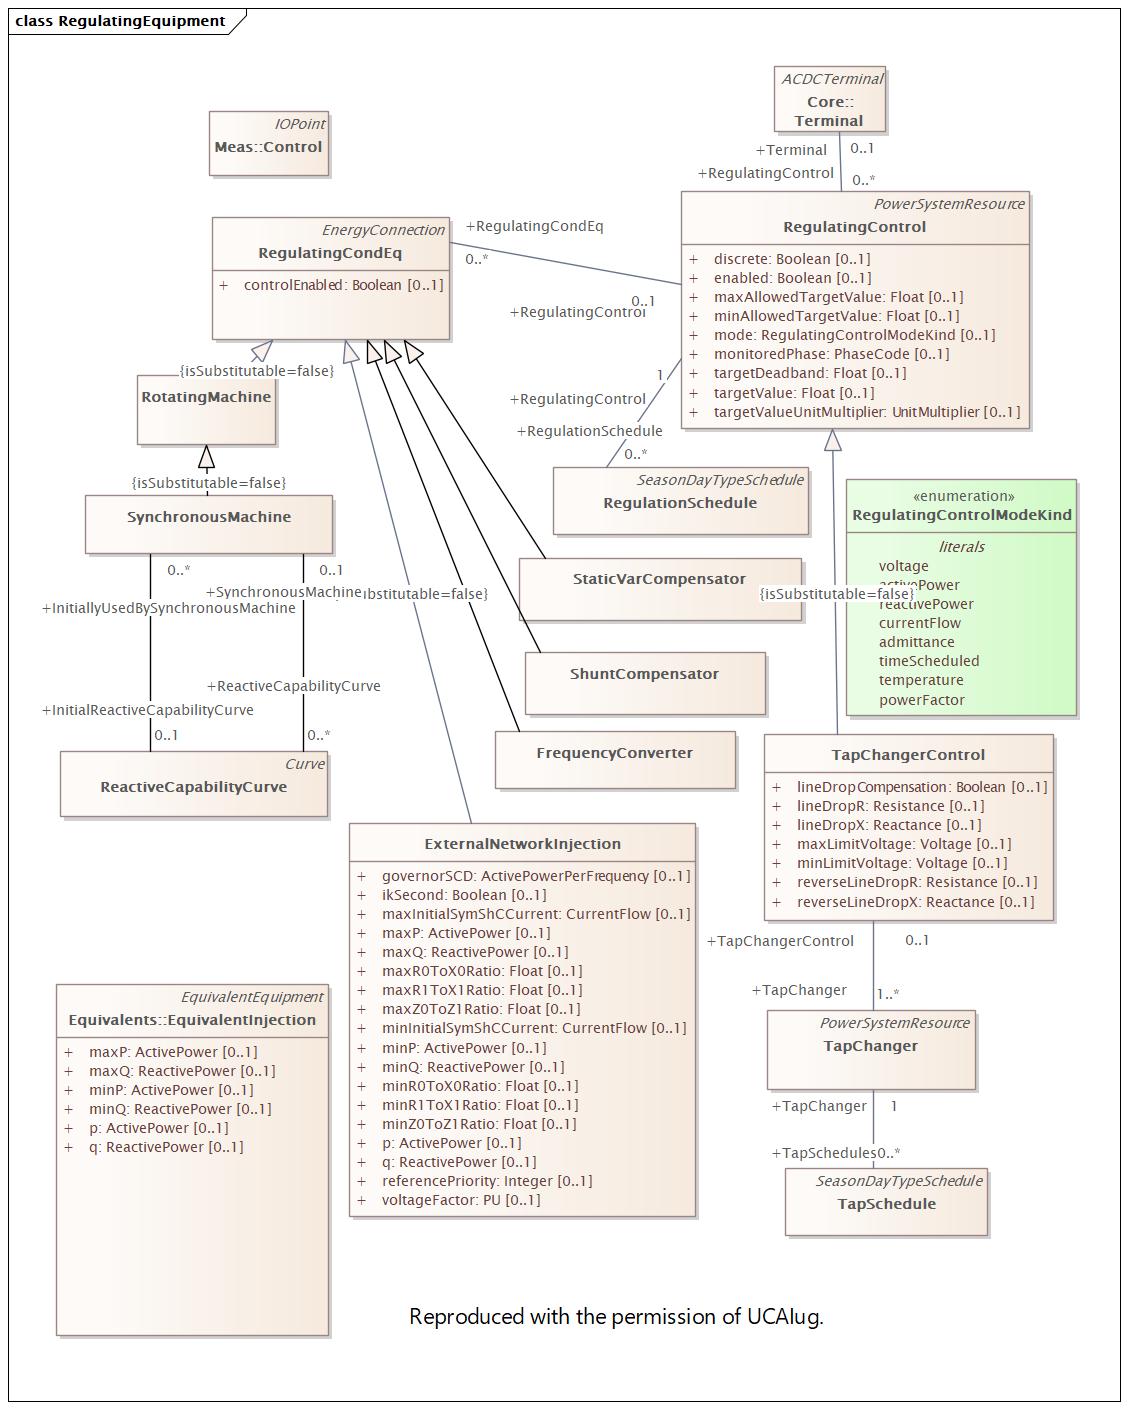 class RegulatingEquipment
ACDCTerminal
Core::
Terminal
+Terminal 0..1
+RegulatingControl 0..*
IOPoint
Meas::Control
EnergyConnection
RegulatingCondEq
+ controlEnabled: Boolean [0..1]
+RegulatingCondEq
0..*
0..1
+RegulatingControl
PowerSystemResource
RegulatingControl
+ discrete: Boolean [0..1]
+ enabled: Boolean [0..1]
+ maxAllowedTargetValue: Float [0..1]
+ minAllowedTargetValue: Float [0..1]
+ mode: RegulatingControlModeKind [0..1]
+ monitoredPhase: PhaseCode [0..1]
+ targetDeadband: Float [0..1]
+ targetValue: Float [0..1]
+ targetValueUnitMultiplier: UnitMultiplier [0..1]
1
+RegulatingControl
+RegulationSchedule
0..*
SeasonDayTypeSchedule
RegulationSchedule
{isSubstitutable=false}
RotatingMachine
{isSubstitutable=false}
SynchronousMachine
0..*
+InitiallyUsedBySynchronousMachine
0..1
+SynchronousMachine
+ReactiveCapabilityCurve
0..*
+InitialReactiveCapabilityCurve
0..1
Curve
ReactiveCapabilityCurve
ubstitutable=false}
StaticVarCompensator
ShuntCompensator
FrequencyConverter
{isSubstitutable=false}
«enumeration»
RegulatingControlModeKind
literals
voltage
activePower
reactivePower
currentFlow
admittance
timeScheduled
temperature
powerFactor
TapChangerControl
+ lineDropCompensation: Boolean [0..1]
+ lineDropR: Resistance [0..1]
+ lineDropX: Reactance [0..1]
+ maxLimitVoltage: Voltage [0..1]
+ minLimitVoltage: Voltage [0..1]
+ reverseLineDropR: Resistance [0..1]
+ reverseLineDropX: Reactance [0..1]
+TapChangerControl 0..1
+TapChanger 1..*
PowerSystemResource
TapChanger
+TapChanger 1
+TapSchedules 0..*
SeasonDayTypeSchedule
TapSchedule
ExternalNetworkInjection
+ governorSCD: ActivePowerPerFrequency [0..1]
+ ikSecond: Boolean [0..1]
+ maxInitialSymShCCurrent: CurrentFlow [0..1]
+ maxP: ActivePower [0..1]
+ maxQ: ReactivePower [0..1]
+ maxR0ToX0Ratio: Float [0..1]
+ maxR1ToX1Ratio: Float [0..1]
+ maxZ0ToZ1Ratio: Float [0..1]
+ minInitialSymShCCurrent: CurrentFlow [0..1]
+ minP: ActivePower [0..1]
+ minQ: ReactivePower [0..1]
+ minR0ToX0Ratio: Float [0..1]
+ minR1ToX1Ratio: Float [0..1]
+ minZ0ToZ1Ratio: Float [0..1]
+ p: ActivePower [0..1]
+ q: ReactivePower [0..1]
+ referencePriority: Integer [0..1]
+ voltageFactor: PU [0..1]
EquivalentEquipment
Equivalents::EquivalentInjection
+ maxP: ActivePower [0..1]
+ maxQ: ReactivePower [0..1]
+ minP: ActivePower [0..1]
+ minQ: ReactivePower [0..1]
+ p: ActivePower [0..1]
+ q: ReactivePower [0..1]
Reproduced with the permission of UCAIug.